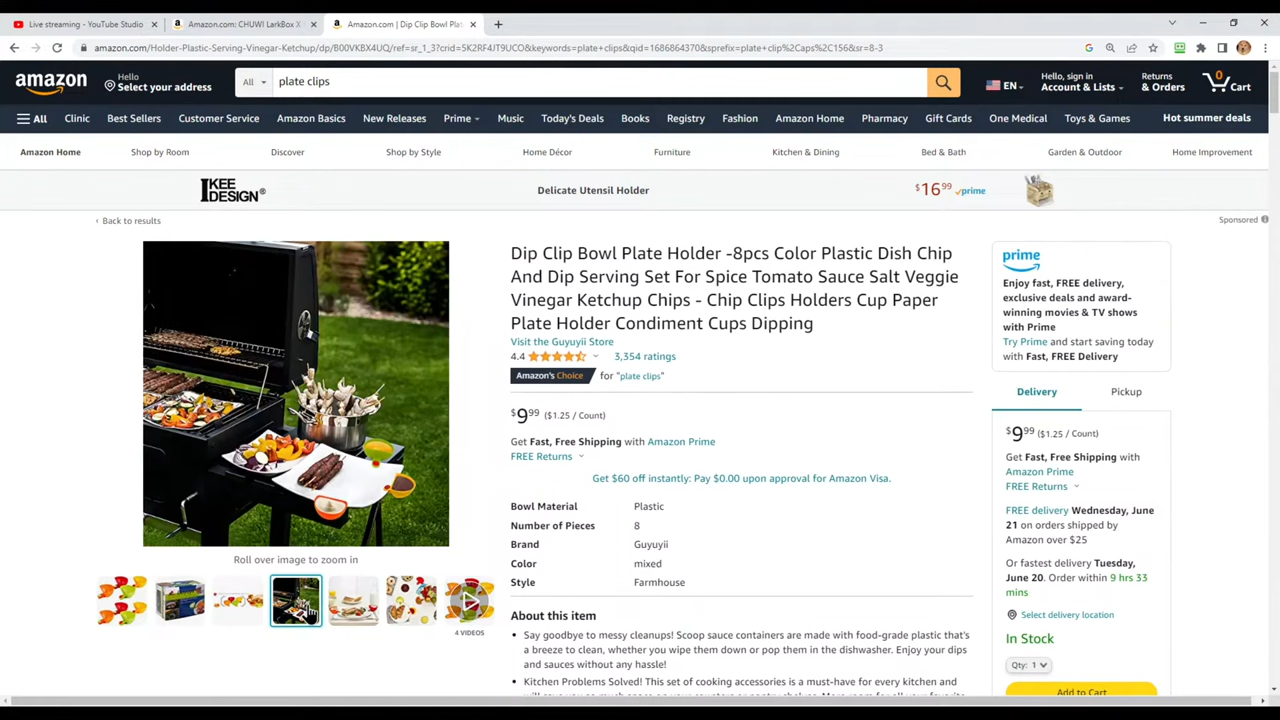 Live streaming - YouTube Studio
Amazon.com: CHUWI LarkBox X
Amazon.com | Dip Clip Bowl Pla
amazon.com/Holder-Plastic-Serving-Vinegar-Ketchup/dp/B00VKBX4UQ/ref=sr_1_3?crid=5K2RF4/T9UCO&keywords=plate+clips&qid=1686864370&sprefix=plate+clip%2Caps%2C156&sr=8-3
amazon
Hello
Select your address
All
plate clips
EN
Hello, sign in
Account & Lists
Returns
& Orders
0
Cart
All Clinic Best Sellers Customer Service Amazon Basics New Releases Prime Music Today's Deals Books Registry Fashion Amazon Home Pharmacy Gift Cards One Medical Toys & Games Hot summer deals
Amazon Home Shop by Room Discover Shop by Style Home Décor Furniture Kitchen & Dining Bed & Bath Garden & Outdoor Home Improvement
IKEE DESIGN®
Delicate Utensil Holder
$16.99 prime
‹ Back to results
Sponsored
Dip Clip Bowl Plate Holder -8pcs Color Plastic Dish Chip
And Dip Serving Set For Spice Tomato Sauce Salt Veggie
Vinegar Ketchup Chips - Chip Clips Holders Cup Paper
Plate Holder Condiment Cups Dipping
Visit the Guyuyii Store
4.4 3,354 ratings
Amazon's Choice for "plate clips"
$9.99 ($1.25 / Count)
Get Fast, Free Shipping with Amazon Prime
FREE Returns
Get $60 off instantly: Pay $0.00 upon approval for Amazon Visa.
Bowl Material Plastic
Number of Pieces 8
Brand Guyuyii
Color mixed
Style Farmhouse
About this item
• Say goodbye to messy cleanups! Scoop sauce containers are made with food-grade plastic that's
a breeze to clean, whether you wipe them down or pop them in the dishwasher. Enjoy your dips
and sauces without any hassle!
• Kitchen Problems Solved! This set of cooking accessories is a must-have for every kitchen and
Roll over image to zoom in
4 VIDEOS
prime
Enjoy fast, FREE delivery,
exclusive deals and award-
winning movies & TV shows
with Prime
Try Prime and start saving today
with Fast, FREE Delivery
Delivery
Pickup
$9.99 ($1.25 / Count)
Get Fast, Free Shipping with
Amazon Prime
FREE Returns
FREE delivery Wednesday, June
21 on orders shipped by
Amazon over $25
Or fastest delivery Tuesday,
June 20. Order within 9 hrs 33
mins
Select delivery location
In Stock
Qty: 1
Add to Cart